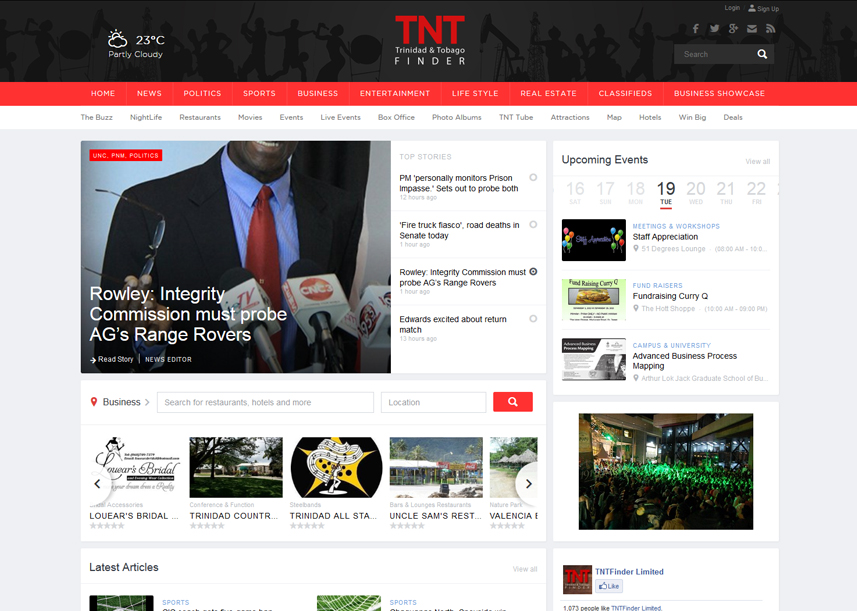 Login
Sign Up
23°C
Partly Cloudy
TNT
Trinidad & Tobago
FINDER
Search
HOME NEWS POLITICS SPORTS BUSINESS ENTERTAINMENT LIFE STYLE REAL ESTATE CLASSIFIEDS BUSINESS SHOWCASE
The Buzz NightLife Restaurants Movies Events Live Events Box Office Photo Albums TNT Tube Attractions Map Hotels Win Big Deals
UNC, PNM, POLITICS
Rowley: Integrity
Commission must probe
AG's Range Rovers
Read Story | NEWS EDITOR
TOP STORIES
PM 'personally monitors Prison
Impasse.' Sets out to probe both
12 hours ago
'Fire truck fiasco', road deaths in
Senate today
1 hour ago
Rowley: Integrity Commission must
probe AG's Range Rovers
1 hour ago
Edwards excited about return
match
13 hours ago
Upcoming Events
View all
16 17 18 19 20 21 22
SAT SUN MON TUE WED THU FRI
MEETINGS & WORKSHOPS
Staff Appreciation
51 Degrees Lounge (08:00 AM - 10:0...
FUND RAISERS
Fundraising Curry Q
The Hott Shoppe - (10:00 AM - 09:00 PM)
CAMPUS & UNIVERSITY
Advanced Business Process
Mapping
Arthur Lok Jack Graduate School of Bu...
Business
Search for restaurants, hotels and more
Location
Louear's Bridal
Accessories
LOUEAR'S BRIDAL ...
Conference & Function
TRINIDAD COUNTR...
Steelbands
TRINIDAD ALL STA...
Bars & Lounges Restaurants
UNCLE SAM'S REST...
Nature Park
VALENCIA E
Latest Articles
View all
SPORTS
SPORTS
TNT
TNTFinder Limited
Like
1,073 people like TNTFinder Limited.